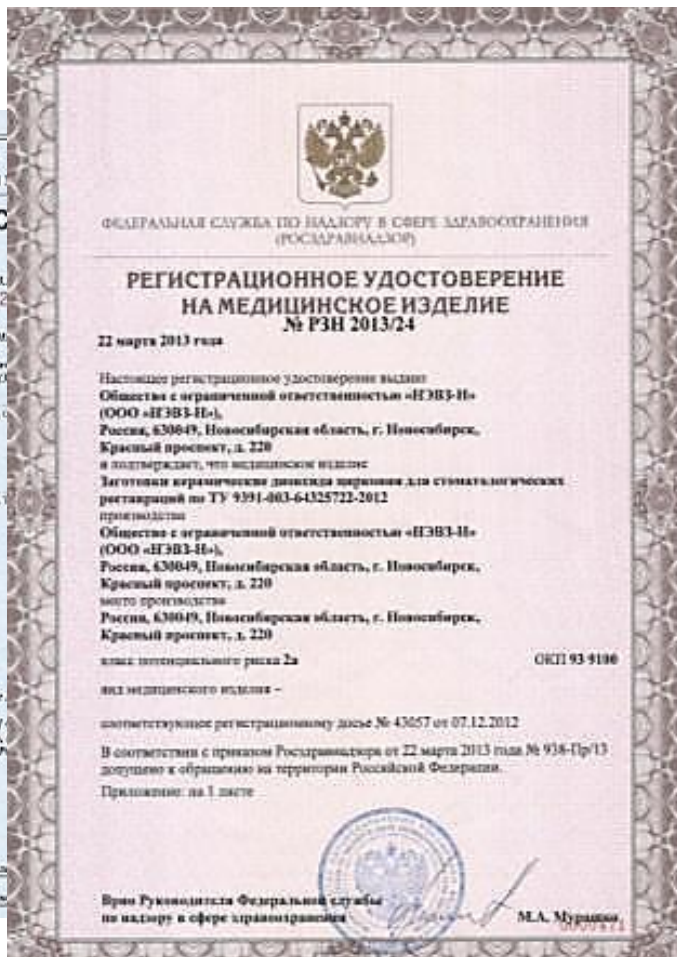 ФЕДЕРАЛЬНАЯ СЛУЖБА ПО НАДЗОРУ В СФЕРЕ ЗДРАВООХРАНЕНИЯ
(РОСЗДРАВНАДЗОР)
РЕГИСТРАЦИОННОЕ УДОСТОВЕРЕНИЕ
НА МЕДИЦИНСКОЕ ИЗДЕЛИЕ
№ РЗН 2013/24
22 марта 2013 года
Настоящее регистрационное удостоверение выдано
Общество с ограниченной ответственностью «НЭВЗ-Н»
(ООО «НЭВЗ-Н»),
Россия, 630049, Новосибирская область, г. Новосибирск,
Красный проспект, д. 220
и подтверждает, что медицинское изделие
Заготовки керамические диоксида циркония для стоматологических
реставраций по ТУ 9391-003-64325722-2012
производства
Общество с ограниченной ответственностью «НЭВЗ-Н»
(ООО «НЭВЗ-Н»),
Россия, 630049, Новосибирская область, г. Новосибирск,
Красный проспект, д. 220
место производства
Россия, 630049, Новосибирская область, г. Новосибирск,
Красный проспект, д. 220
класс потенциального риска 2а ОКП 93 9100
вид медицинского изделия –
соответствующее регистрационному досье № 43057 от 07.12.2012
В соответствии с приказом Росздравнадзора от 22 марта 2013 года № 938-Пр/13
допущено к обращению на территории Российской Федерации.
Приложение: на 1 листе
Врио Руководителя Федеральной службы
по надзору в сфере здравоохранения М.А. Мурашко